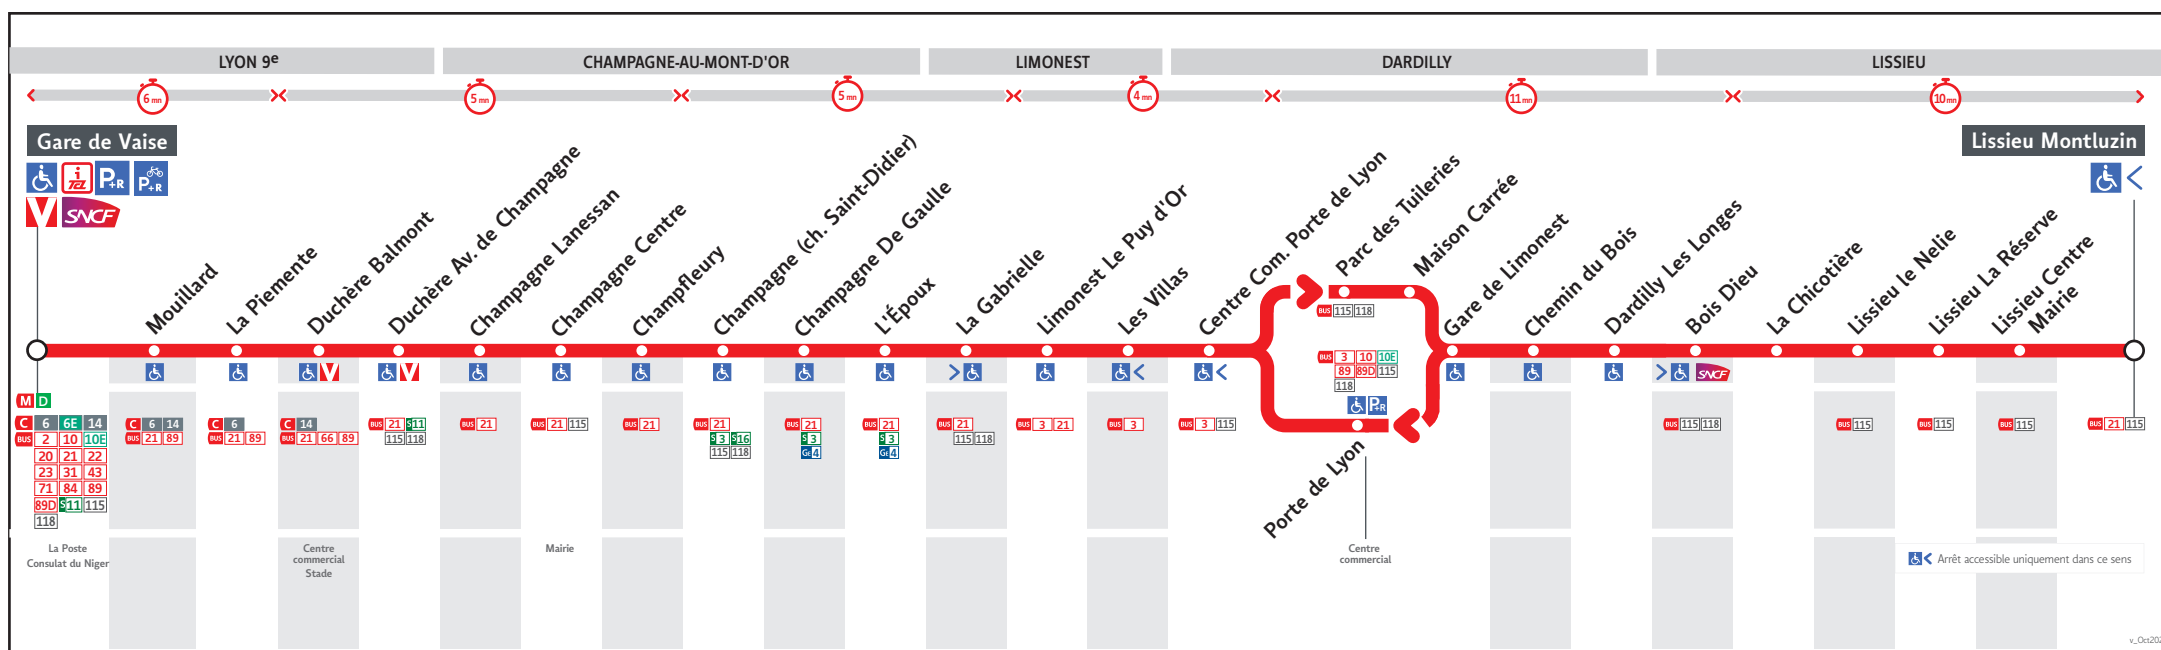 LYON 9e
CHAMPAGNE-AU-MONT-D'OR
LIMONEST
DARDILLY
LISSIEU
6 mn
5 mn
5 mn
4 mn
11 mn
10 mn
Gare de Vaise
i TCL P+R P+R
V SNCF
Lissieu Montluzin
Mouillard
La Piemente
Duchère Balmont
Duchère Av. de Champagne
Champagne Lanessan
Champagne Centre
Champfleury
Champagne (ch. Saint-Didier)
Champagne De Gaulle
L'Époux
La Gabrielle
Limonest Le Puy d'Or
Les Villas
Centre Com. Porte de Lyon
Parc des Tuileries
Maison Carrée
Porte de Lyon
Gare de Limonest
Chemin du Bois
Dardilly Les Longes
Bois Dieu
La Chicotière
Lissieu le Nelie
Lissieu La Réserve
Lissieu Centre
Mairie
V
V
> <
<
> SNCF
M D
C 6 6E 14
BUS 2 10 10E
20 21 22
23 31 43
71 84 89
89D S11 115
118
La Poste
Consulat du Niger
C 6 14
BUS 21 89
C 6
BUS 21 89
C 14
BUS 21 66 89
Centre
commercial
Stade
BUS 21 S11
115 118
BUS 21
BUS 21 115
Mairie
BUS 21
BUS 21
S3 S16
115 118
BUS 21
S3
GE4
BUS 21
S3
GE4
BUS 21
115 118
BUS 3 21
BUS 3
BUS 3 115
BUS 115 118
BUS 3 10 10E
89 89D 115
118
P+R
Centre
commercial
BUS 115 118
BUS 115
BUS 115
BUS 115
BUS 21 115
< Arrêt accessible uniquement dans ce sens